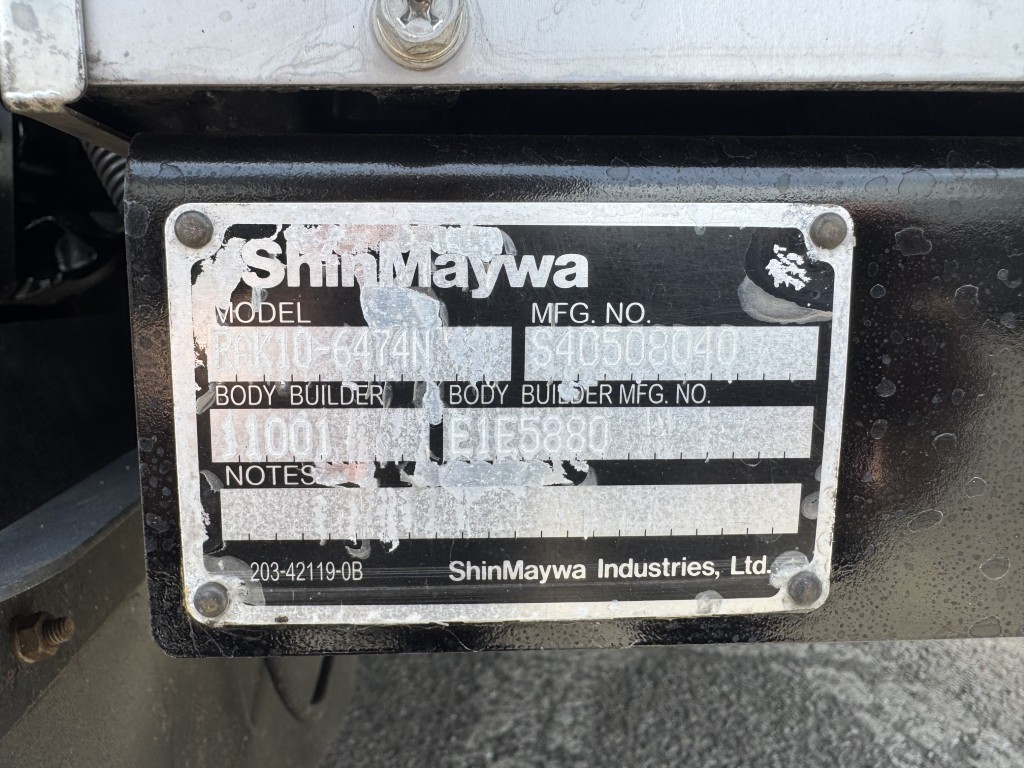 ShinMaywa
MODEL MFG. NO.
RAK10-6474N S40508040
BODY BUILDER BODY BUILDER MFG. NO.
11001 E1E5880
NOTES
203-42119-0B ShinMaywa Industries, Ltd.